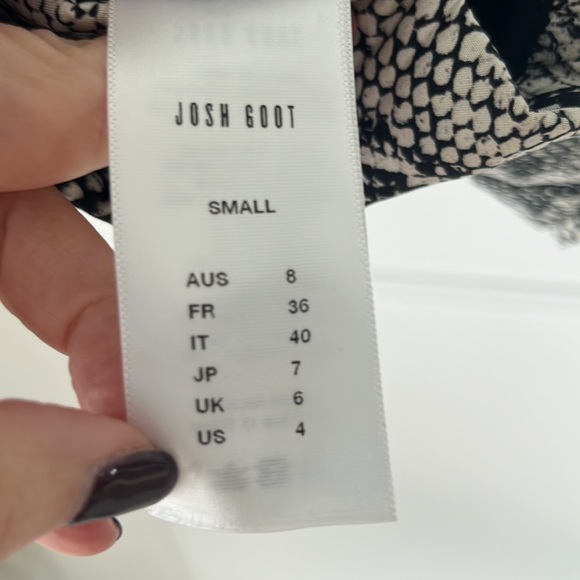 JOSH GOOT
SMALL
AUS 8
FR 36
IT 40
JP 7
UK 6
US 4